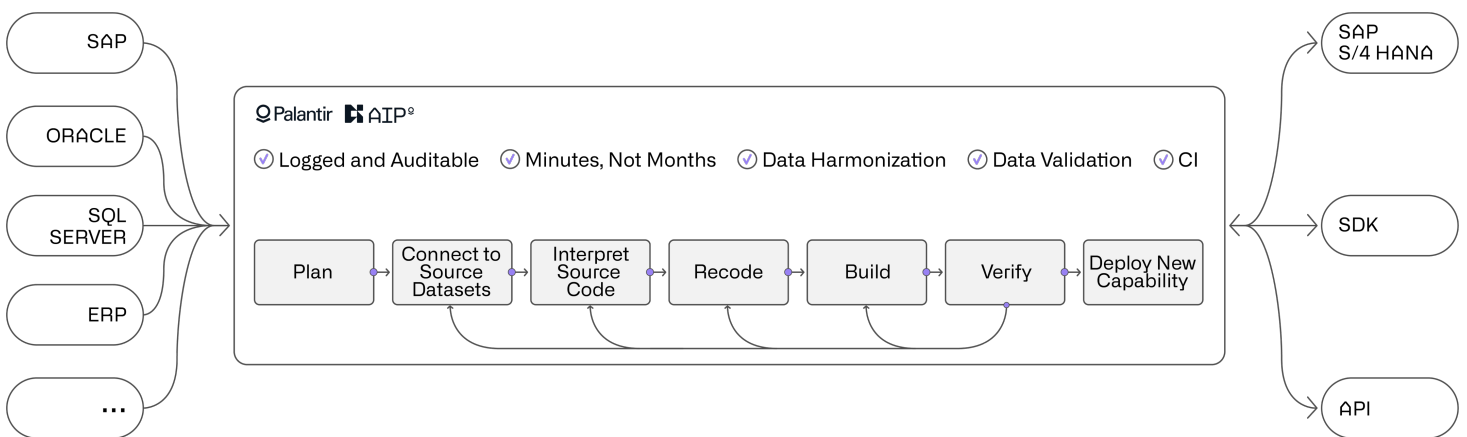 SAP
ORACLE
SQL
SERVER
ERP
...
Palantir AIP
Logged and Auditable
Minutes, Not Months
Data Harmonization
Data Validation
CI
Plan
Connect to
Source
Datasets
Interpret
Source
Code
Recode
Build
Verify
Deploy New
Capability
SAP
S/4 HANA
SDK
API